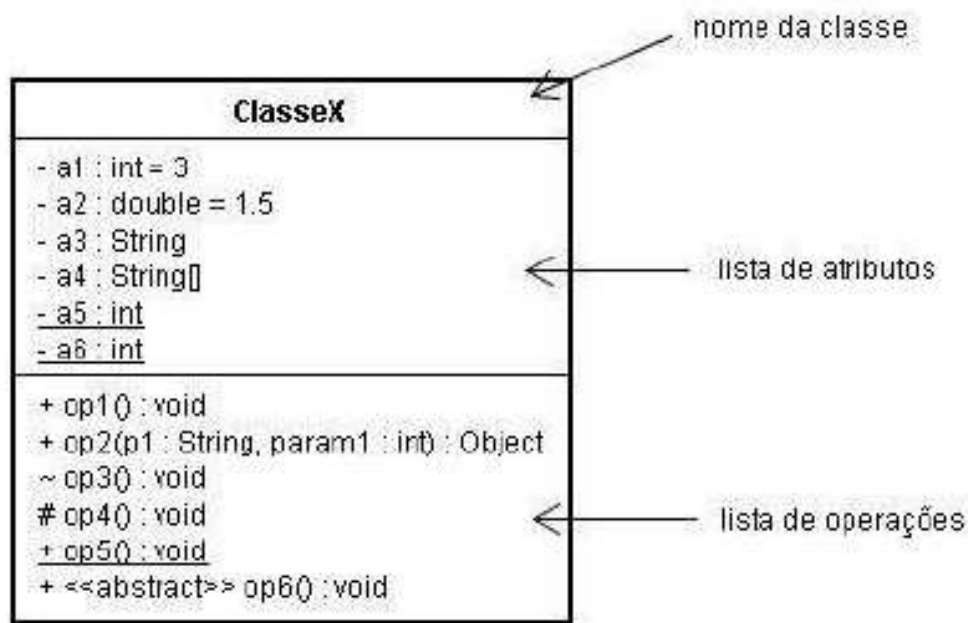 nome da classe
ClasseX
- a1 : int = 3
- a2 : double = 1.5
- a3 : String
- a4 : String[]
- a5 : int
- a6 : int
lista de atributos
+ op1() : void
+ op2(p1 : String, param1 : int) : Object
~ op3() : void
# op4() : void
+ op5() : void
+ <<abstract>> op6() : void
lista de operações